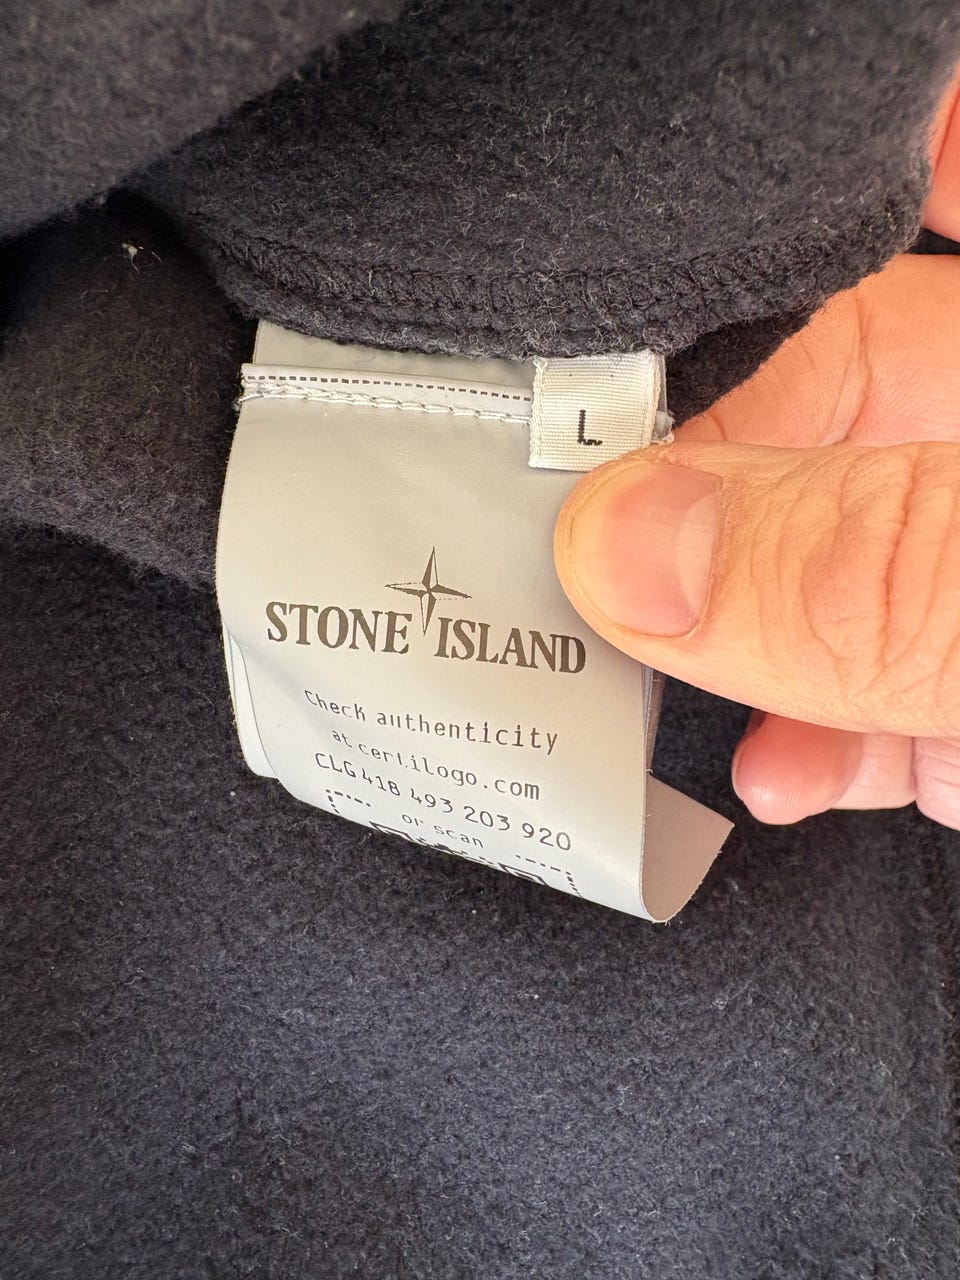 L
STONE ISLAND
Check authenticity
at certilogo.com
CLG 418 493 203 920
or scan